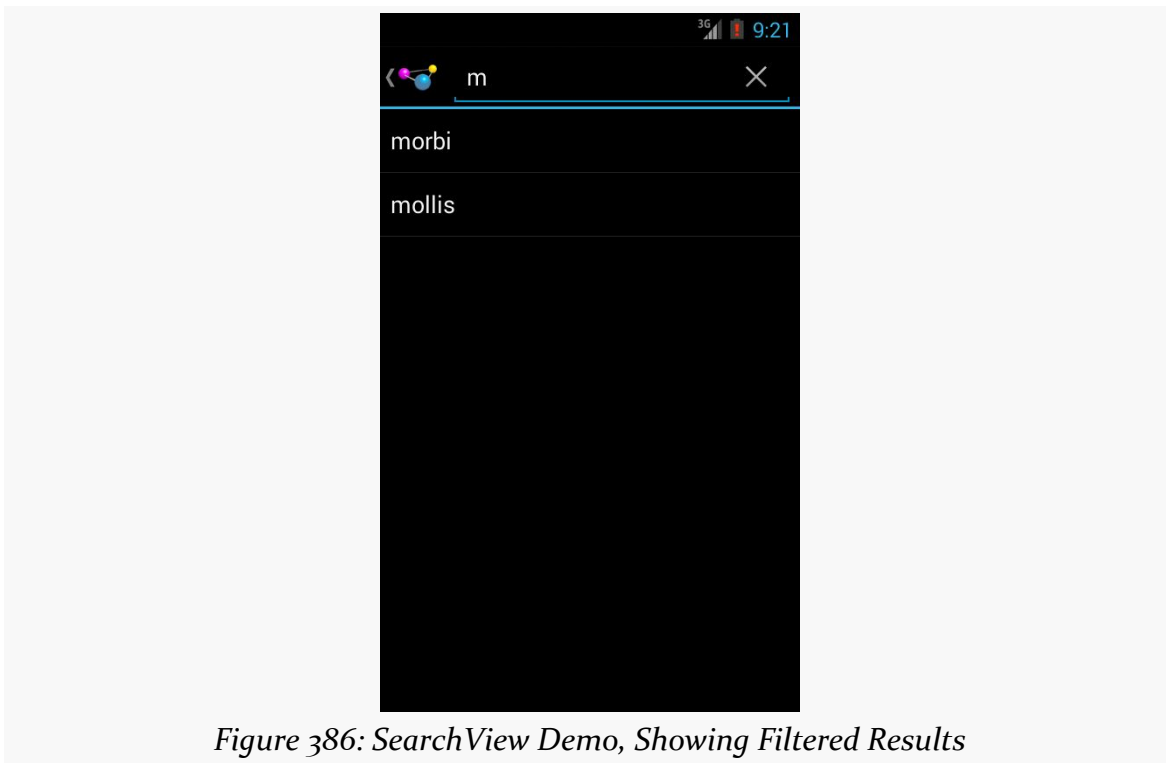 3G 9:21
m
morbi
mollis
Figure 386: SearchView Demo, Showing Filtered Results